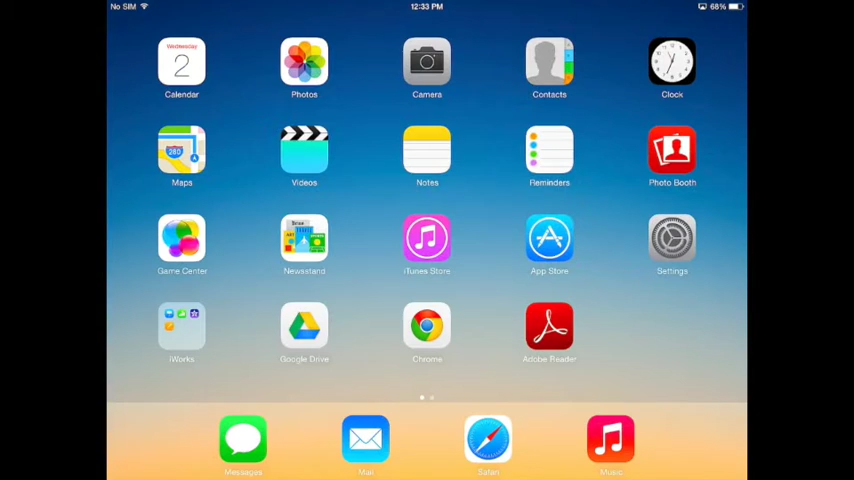 No SIM 12:33 PM 68%
Wednesday
2
Calendar Photos Camera Contacts Clock
280
Maps Videos Notes Reminders Photo Booth
Game Center Newsstand iTunes Store App Store Settings
iWorks Google Drive Chrome Adobe Reader
Messages Mail Safari Music